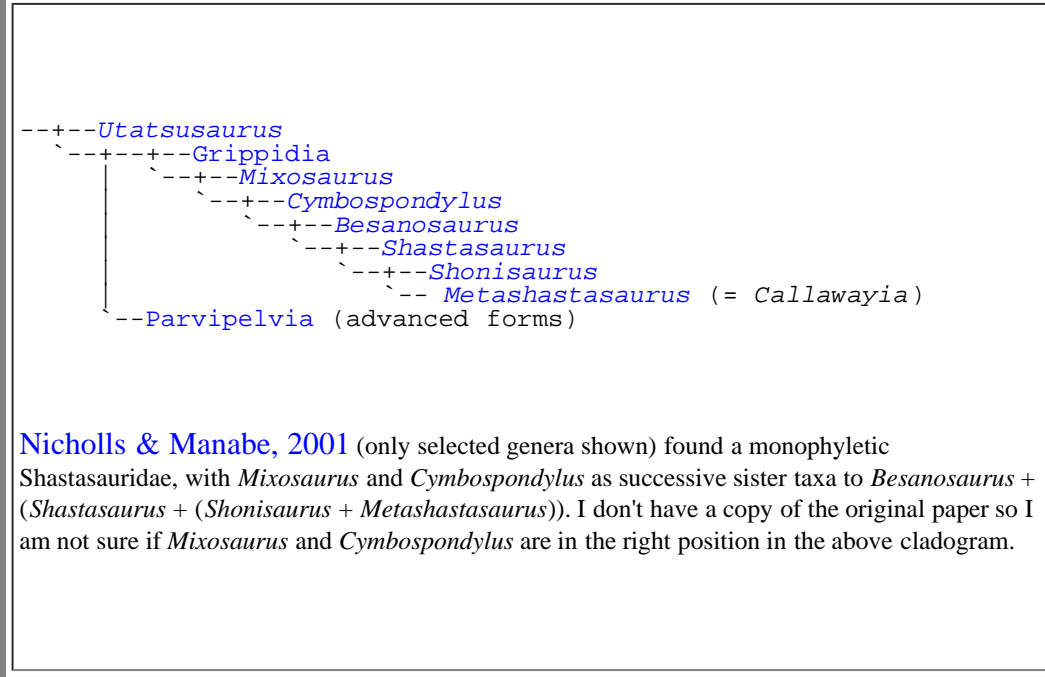 --+--Utatsusaurus
  `--+--+--Grippidia
     |  `--+--Mixosaurus
     |     `--+--Cymbospondylus
     |        `--+--Besanosaurus
     |           `--+--Shastasaurus
     |              `--+--Shonisaurus
     |                 `-- Metashastasaurus (= Callawayia)
     `--Parvipelvia (advanced forms)
Nicholls & Manabe, 2001 (only selected genera shown) found a monophyletic
Shastasauridae, with Mixosaurus and Cymbospondylus as successive sister taxa to Besanosaurus +
(Shastasaurus + (Shonisaurus + Metashastasaurus)). I don't have a copy of the original paper so I
am not sure if Mixosaurus and Cymbospondylus are in the right position in the above cladogram.